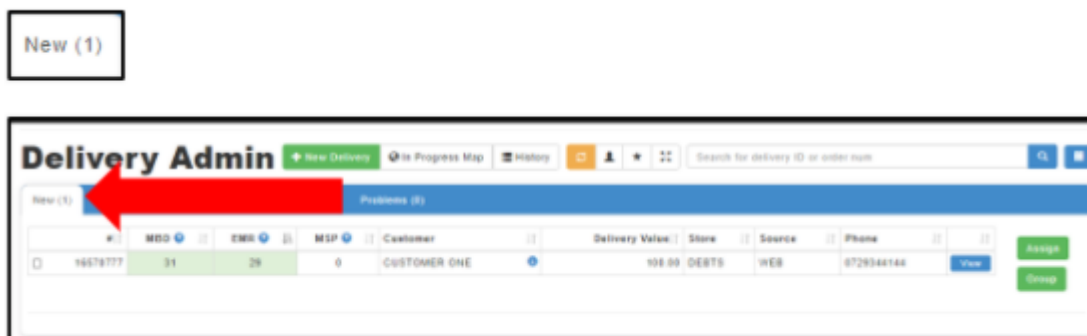 New (1)
Delivery Admin + New Delivery In Progress Map History Search for delivery ID or order num
New (1) Problems (0)
# MBD EMR MSP Customer Delivery Value Store Source Phone
16578777 31 29 0 CUSTOMER ONE 108.00 DEBTS WEB 0729344144 View
Assign
Group